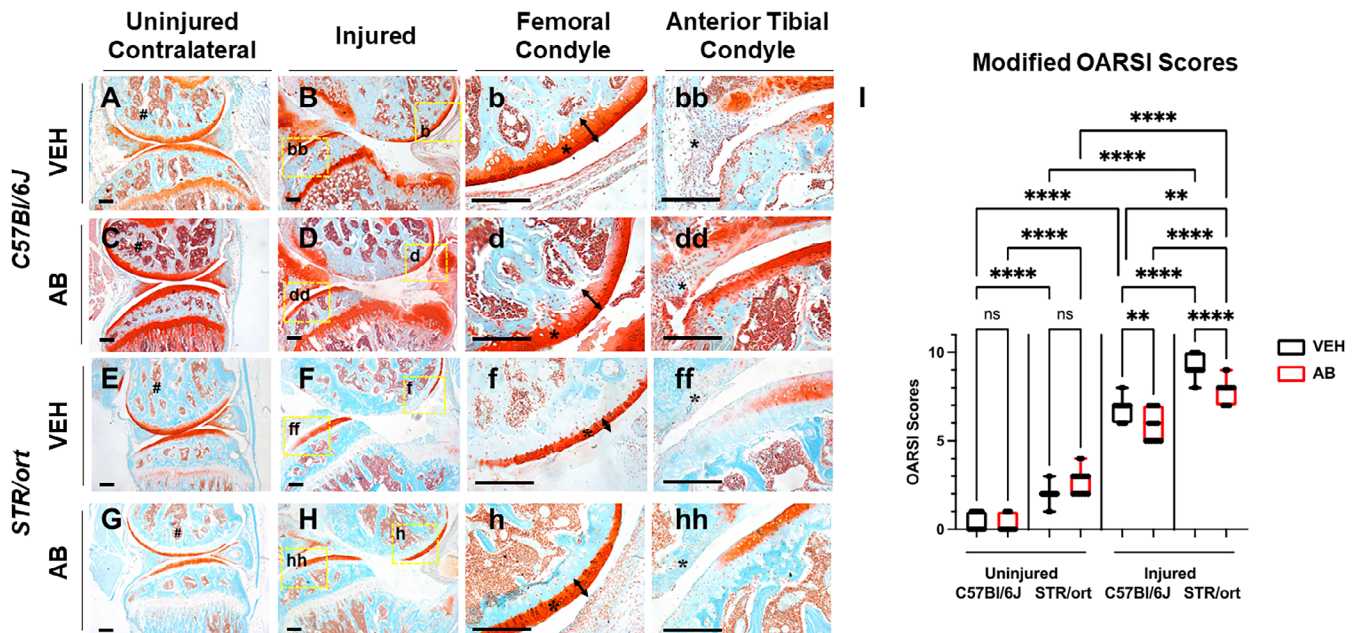 Uninjured
Contralateral
Injured
Femoral
Condyle
Anterior Tibial
Condyle
C57Bl/6J
VEH
AB
STR/ort
VEH
AB
A
#
B
b
bb
b
*
bb
*
C
#
D
d
dd
d
*
dd
*
E
#
F
f
ff
f
*
ff
*
G
#
H
h
hh
h
*
hh
*
I
Modified OARSI Scores
****
****
**** **
**** ****
**** ****
ns ns ** ****
10
5
0
OARSI Scores
VEH
AB
Uninjured Injured
C57Bl/6J STR/ort C57Bl/6J STR/ort